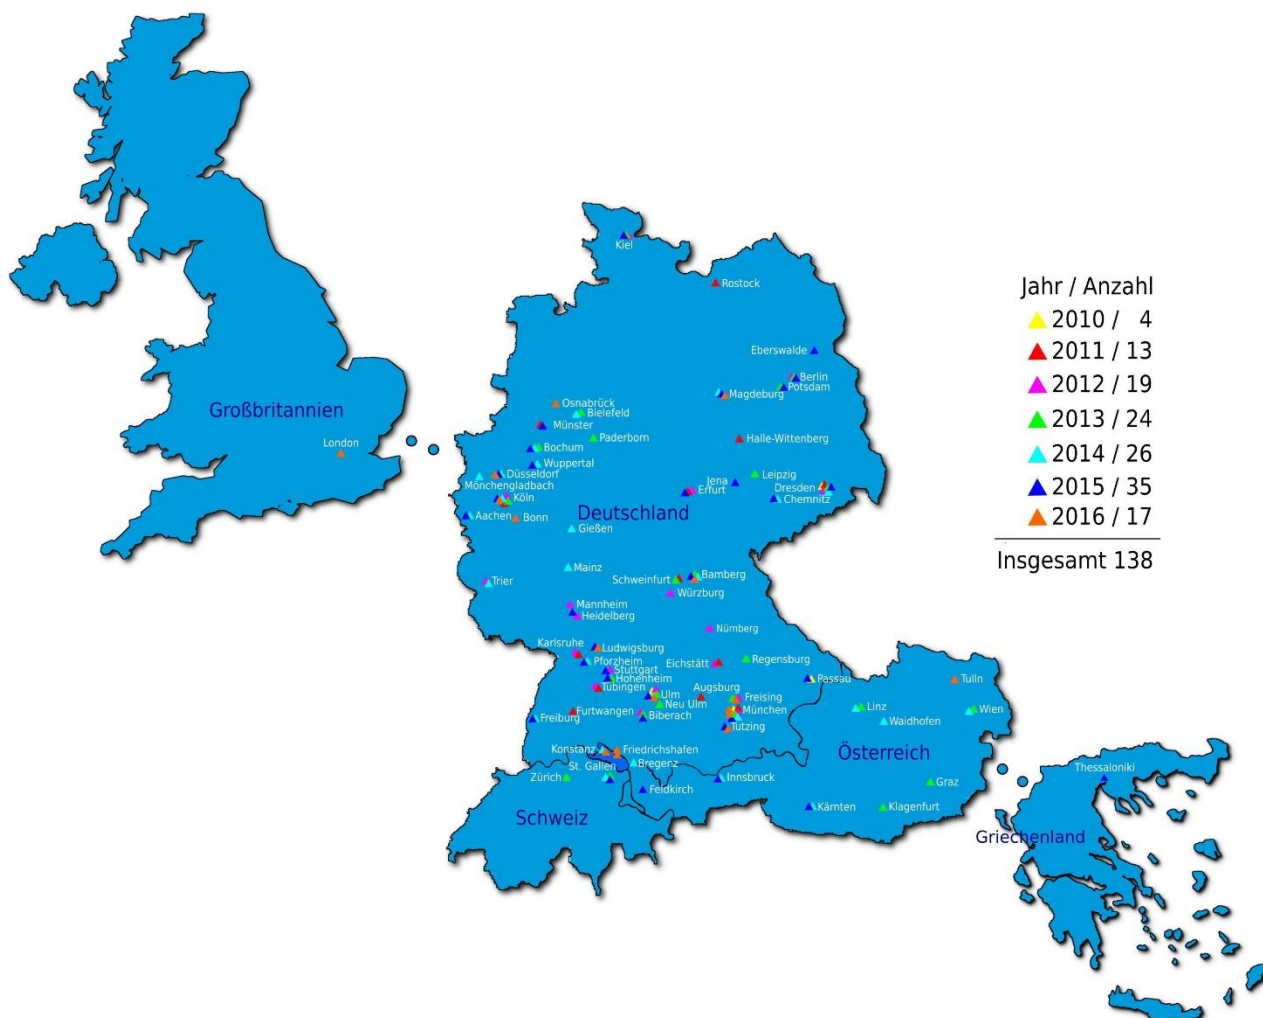 Kiel
Rostock
Jahr / Anzahl
2010 / 4
2011 / 13
2012 / 19
2013 / 24
2014 / 26
2015 / 35
2016 / 17
Insgesamt 138
Eberswalde
Berlin
Potsdam
Magdeburg
Osnabrück
Bielefeld
Großbritannien
London
Münster
Paderborn
Halle-Wittenberg
Bochum
Wuppertal
Düsseldorf
Leipzig
Mönchengladbach
Jena
Dresden
Erfurt
Köln
Chemnitz
Aachen
Bonn
Deutschland
Gießen
Mainz
Bamberg
Schweinfurt
Trier
Würzburg
Mannheim
Heidelberg
Nürnberg
Karlsruhe
Ludwigsburg
Pforzheim
Eichstätt
Regensburg
Stuttgart
Hohenheim
Passau
Tulln
Tübingen
Ulm
Augsburg
Freising
Neu Ulm
Linz
Wien
Furtwangen
München
Biberach
Freiburg
Waidhofen
Tutzing
Konstanz
Friedrichshafen
Österreich
Bregenz
St. Gallen
Thessaloniki
Zürich
Innsbruck
Graz
Feldkirch
Kärnten
Klagenfurt
Schweiz
Griechenland